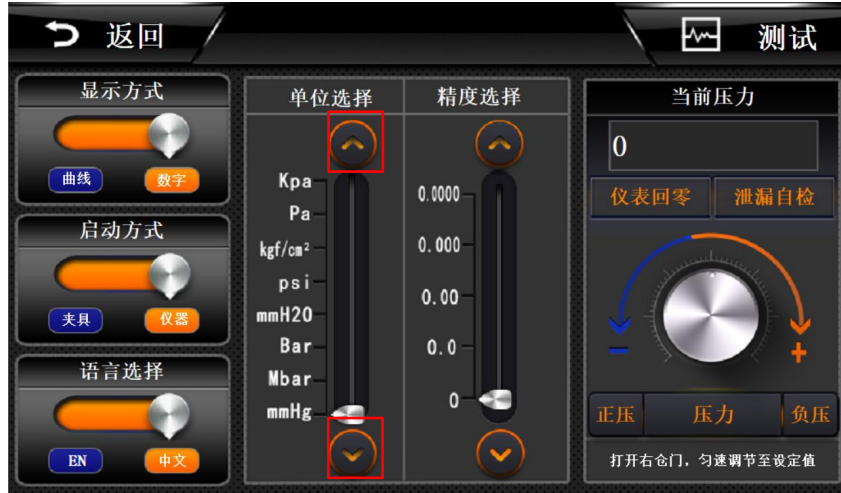 返回
测试
显示方式
曲线
数字
启动方式
夹具
仪器
语言选择
EN
中文
单位选择
Kpa
Pa
kgf/cm²
psi
mmH2O
Bar
Mbar
mmHg
精度选择
0.0000
0.000
0.00
0.0
0
当前压力
0
仪表回零
泄漏自检
−
+
正压
压力
负压
打开右仓门，匀速调节至设定值